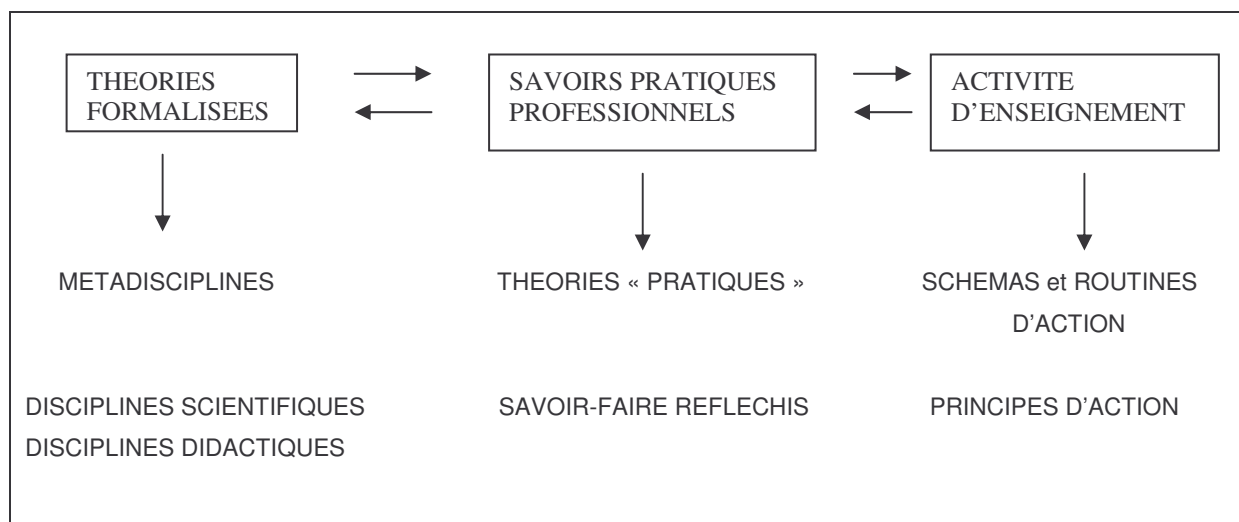 THEORIES
FORMALISEES
SAVOIRS PRATIQUES
PROFESSIONNELS
ACTIVITE
D'ENSEIGNEMENT
METADISCIPLINES
THEORIES « PRATIQUES »
SCHEMAS et ROUTINES
D'ACTION
DISCIPLINES SCIENTIFIQUES
DISCIPLINES DIDACTIQUES
SAVOIR-FAIRE REFLECHIS
PRINCIPES D'ACTION